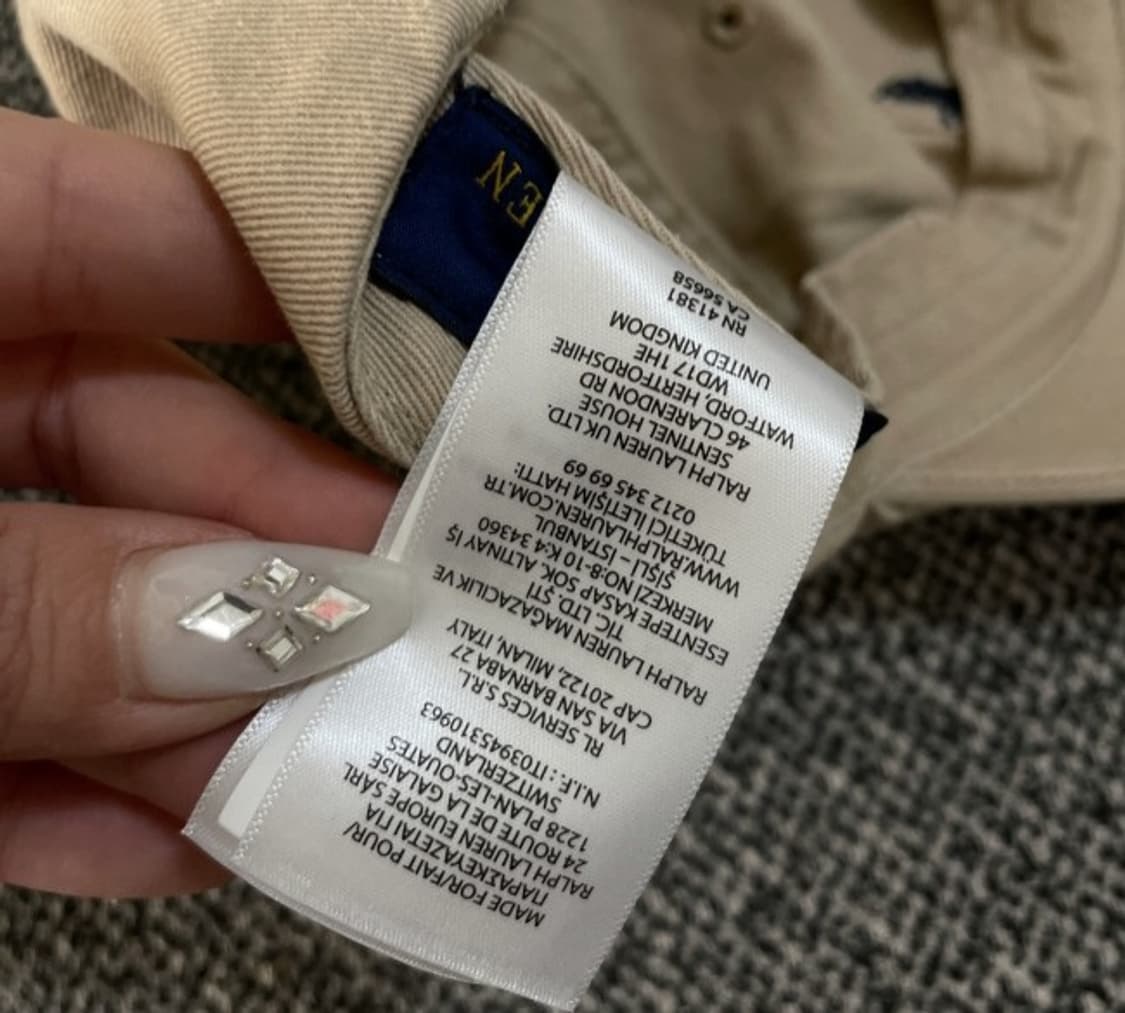 MADE FOR/FAIT POUR/
ΠΑΡΑΣΚΕΥΑΖΕΤΑΙ ΓΙΑ
RALPH LAUREN EUROPE SÀRL
24 ROUTE DE LA GALAISE
1228 PLAN-LES-OUATES
SWITZERLAND
N.I.F. : IT03945310963
RL SERVICES S.R.L.
VIA SAN BARNABA 27
CAP 20122, MILAN, ITALY
RALPH LAUREN MAGAZACILIK VE
TİC. LTD. ŞTİ
ESENTEPE KASAP SOK. ALTINAY İŞ
MERKEZİ NO:8-10 K:4 34360
ŞİŞLİ – İSTANBUL
WWW.RALPHLAUREN.COM.TR
TÜKETİCİ İLETİŞİM HATTI:
0212 345 69 69
RALPH LAUREN UK LTD.
SENTINEL HOUSE
46 CLARENDON RD
WATFORD, HERTFORDSHIRE
WD17 1HE
UNITED KINGDOM
RN 41381
CA 56658
EN